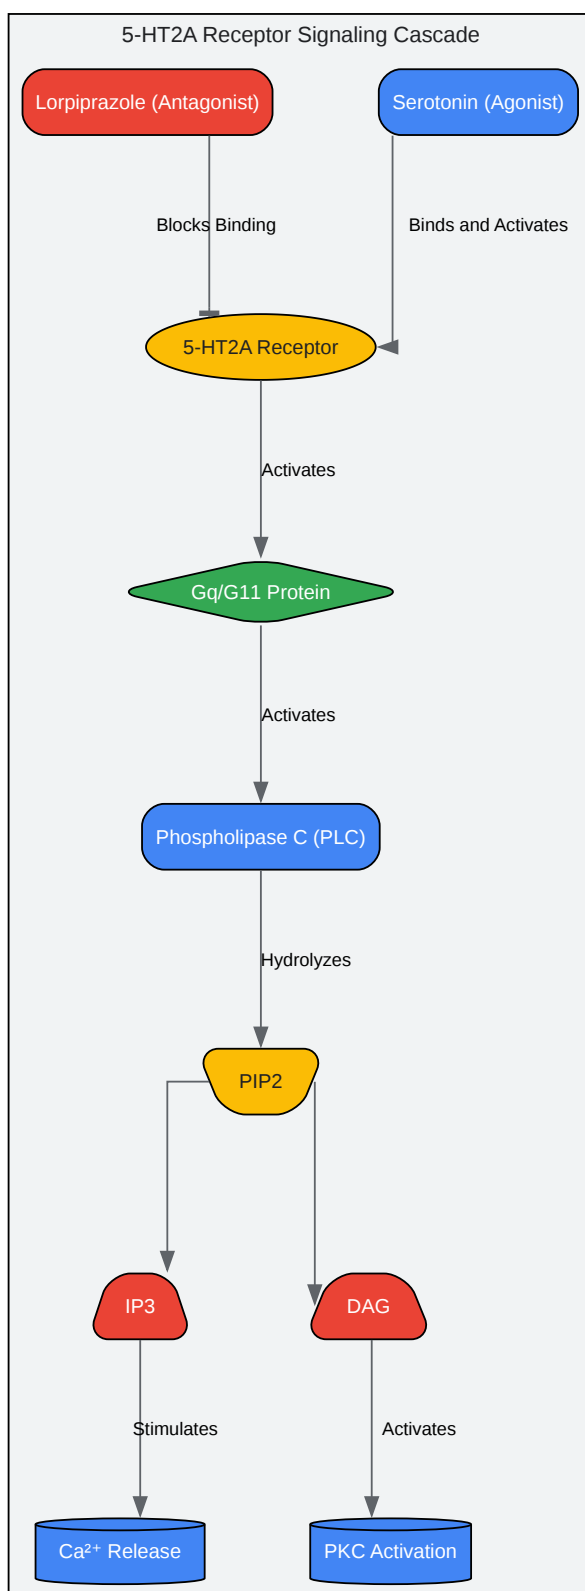 5-HT2A Receptor Signaling Cascade
Lorpiprazole (Antagonist)
Serotonin (Agonist)
Blocks Binding
Binds and Activates
5-HT2A Receptor
Activates
Gq/G11 Protein
Activates
Phospholipase C (PLC)
Hydrolyzes
PIP2
IP3
DAG
Stimulates
Activates
Ca²⁺ Release
PKC Activation